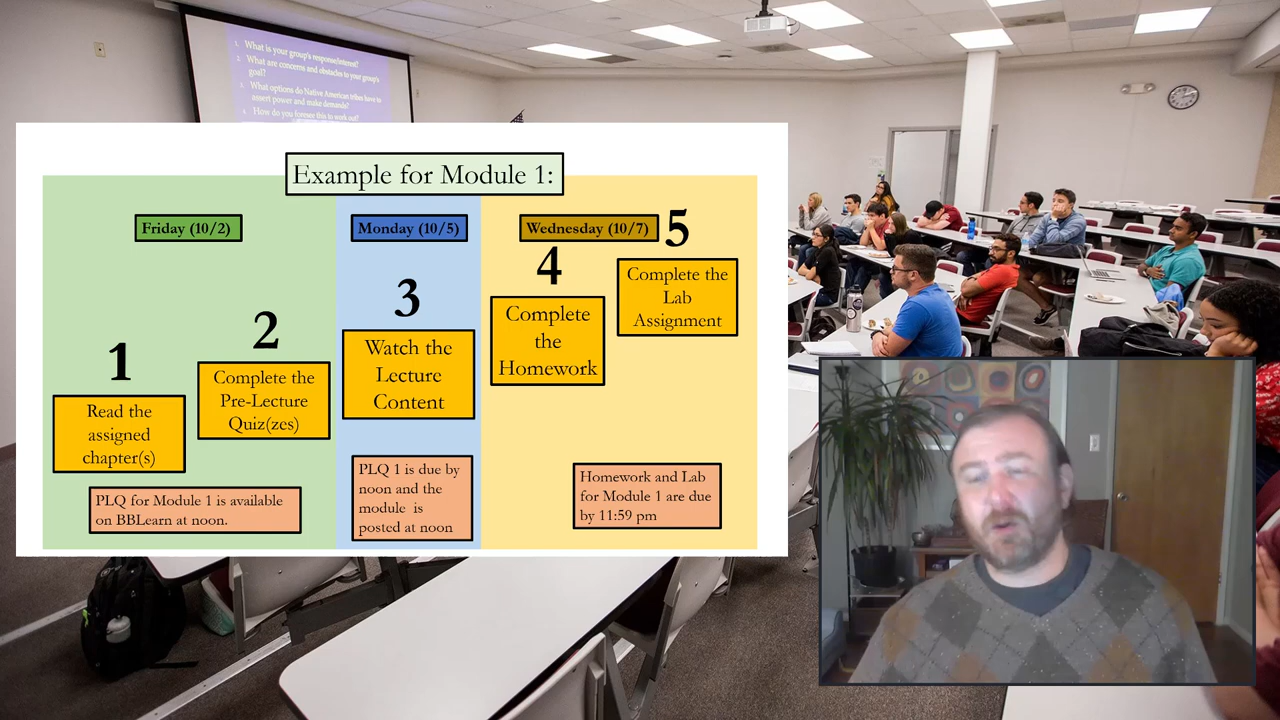 1. What is your group's response/interest?
2. What are concerns and obstacles to your group's
goal?
3. What options do Native American tribes have to
assert power and make demands?
4. How do you foresee this to work out?
Example for Module 1:
Friday (10/2)
Monday (10/5)
Wednesday (10/7)
1
Read the
assigned
chapter(s)
2
Complete the
Pre-Lecture
Quiz(zes)
3
Watch the
Lecture
Content
4
Complete
the
Homework
5
Complete the
Lab
Assignment
PLQ for Module 1 is available
on BBLearn at noon.
PLQ 1 is due by
noon and the
module is
posted at noon
Homework and Lab
for Module 1 are due
by 11:59 pm